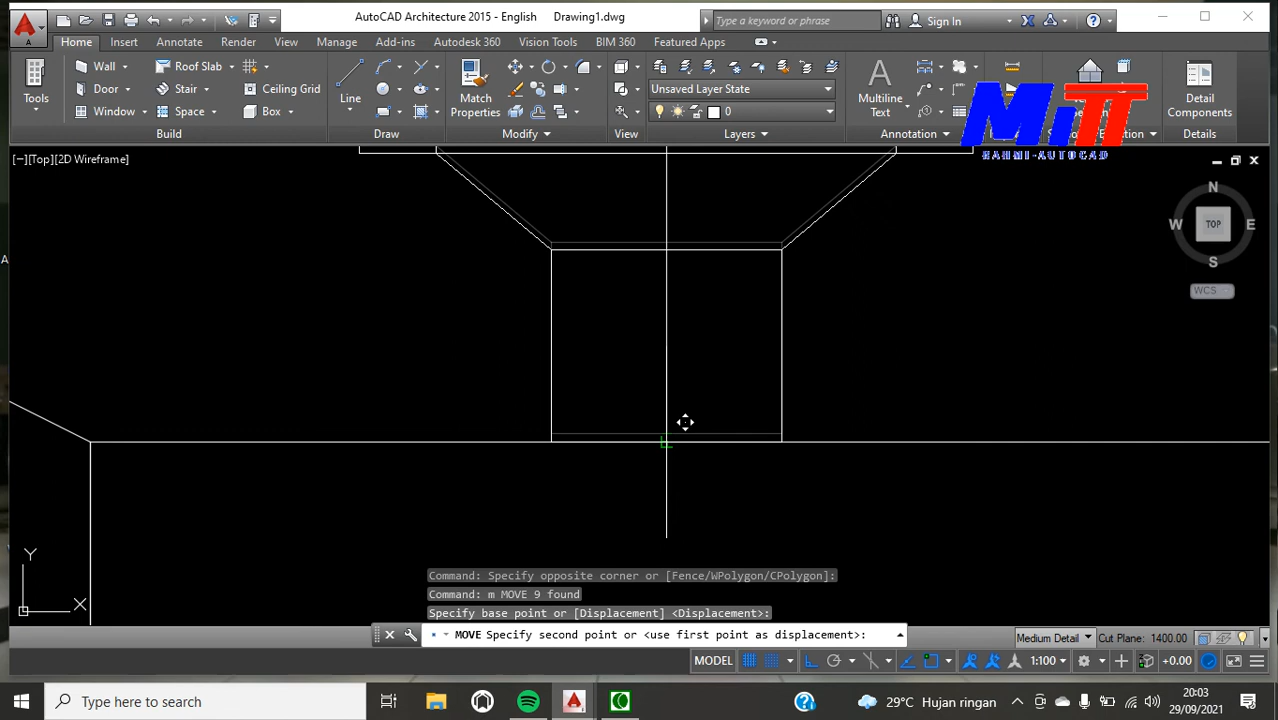 AutoCAD Architecture 2015 - English Drawing1.dwg
Type a keyword or phrase
Sign In
Home Insert Annotate Render View Manage Add-ins Autodesk 360 Vision Tools BIM 360 Featured Apps
Tools
Wall
Door
Window
Roof Slab
Stair
Space
Ceiling Grid
Box
Line
Match
Properties
Unsaved Layer State
0
Multiline
Text
Detail
Components
Build Draw Modify View Layers Annotation Details
MITT
RAHMI-AUTOCAD
[−][Top][2D Wireframe]
N
W TOP E
S
WCS
Y
X
Command: Specify opposite corner or [Fence/WPolygon/CPolygon]:
Command: m MOVE 9 found
Specify base point or [Displacement] <Displacement>:
MOVE Specify second point or <use first point as displacement>:
Medium Detail Cut Plane: 1400.00
MODEL 1:100 +0.00
Type here to search
29°C Hujan ringan
20:03
29/09/2021